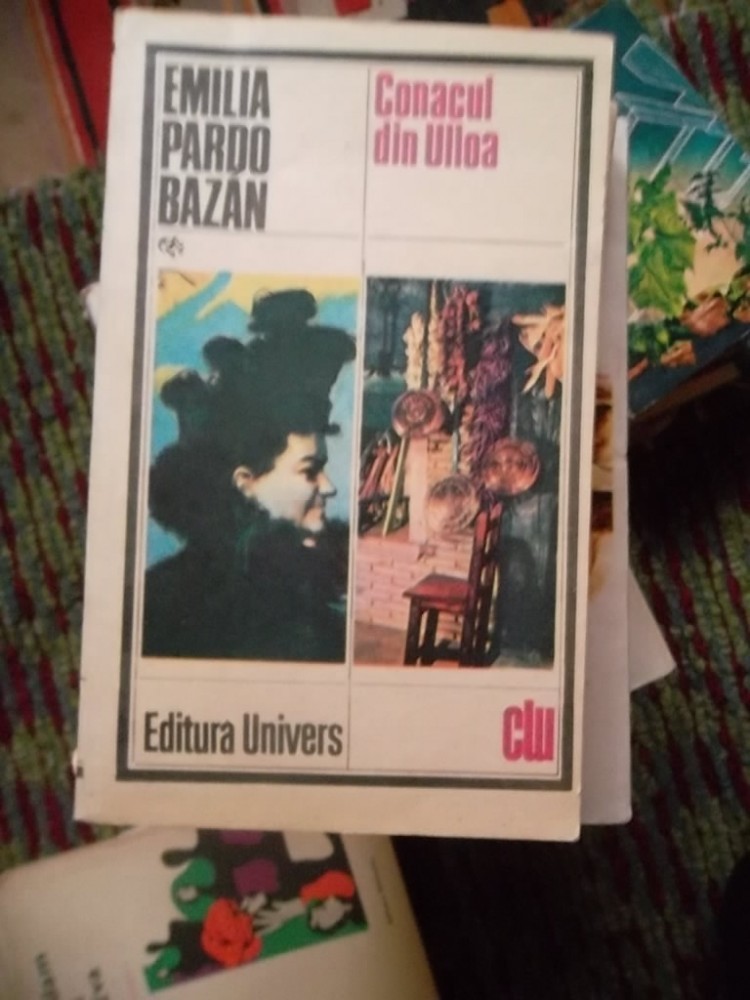 EMILIA
PARDO
BAZÁN
Conacul
din Ulloa
Editura Univers
clu